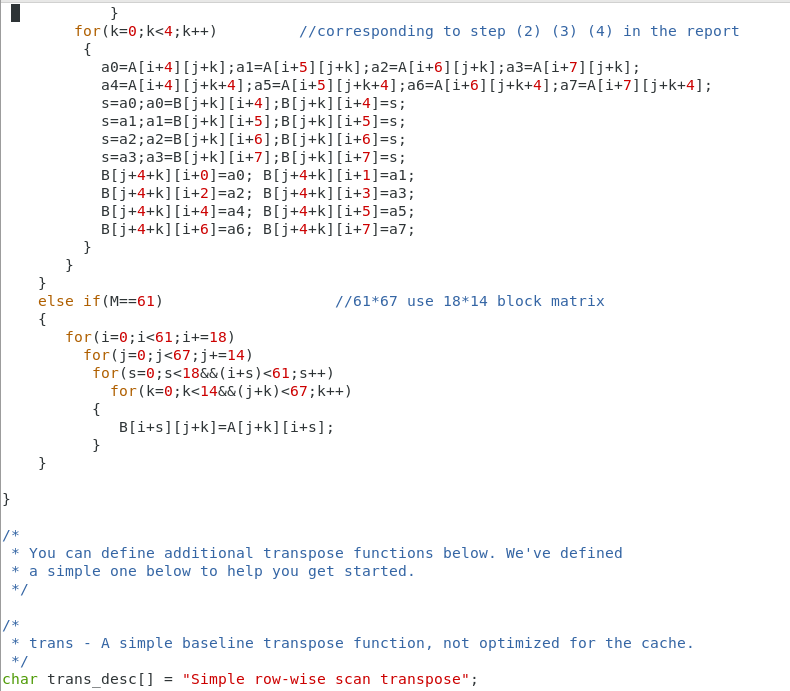 }
for(k=0;k<4;k++)         //corresponding to step (2) (3) (4) in the report
{
a0=A[i+4][j+k];a1=A[i+5][j+k];a2=A[i+6][j+k];a3=A[i+7][j+k];
a4=A[i+4][j+k+4];a5=A[i+5][j+k+4];a6=A[i+6][j+k+4];a7=A[i+7][j+k+4];
s=a0;a0=B[j+k][i+4];B[j+k][i+4]=s;
s=a1;a1=B[j+k][i+5];B[j+k][i+5]=s;
s=a2;a2=B[j+k][i+6];B[j+k][i+6]=s;
s=a3;a3=B[j+k][i+7];B[j+k][i+7]=s;
B[j+4+k][i+0]=a0; B[j+4+k][i+1]=a1;
B[j+4+k][i+2]=a2; B[j+4+k][i+3]=a3;
B[j+4+k][i+4]=a4; B[j+4+k][i+5]=a5;
B[j+4+k][i+6]=a6; B[j+4+k][i+7]=a7;
}
}
}
else if(M==61)                   //61*67 use 18*14 block matrix
{
for(i=0;i<61;i+=18)
for(j=0;j<67;j+=14)
for(s=0;s<18&&(i+s)<61;s++)
for(k=0;k<14&&(j+k)<67;k++)
{
B[i+s][j+k]=A[j+k][i+s];
}
}
}
/*
* You can define additional transpose functions below. We've defined
* a simple one below to help you get started.
*/
/*
* trans - A simple baseline transpose function, not optimized for the cache.
*/
char trans_desc[] = "Simple row-wise scan transpose";